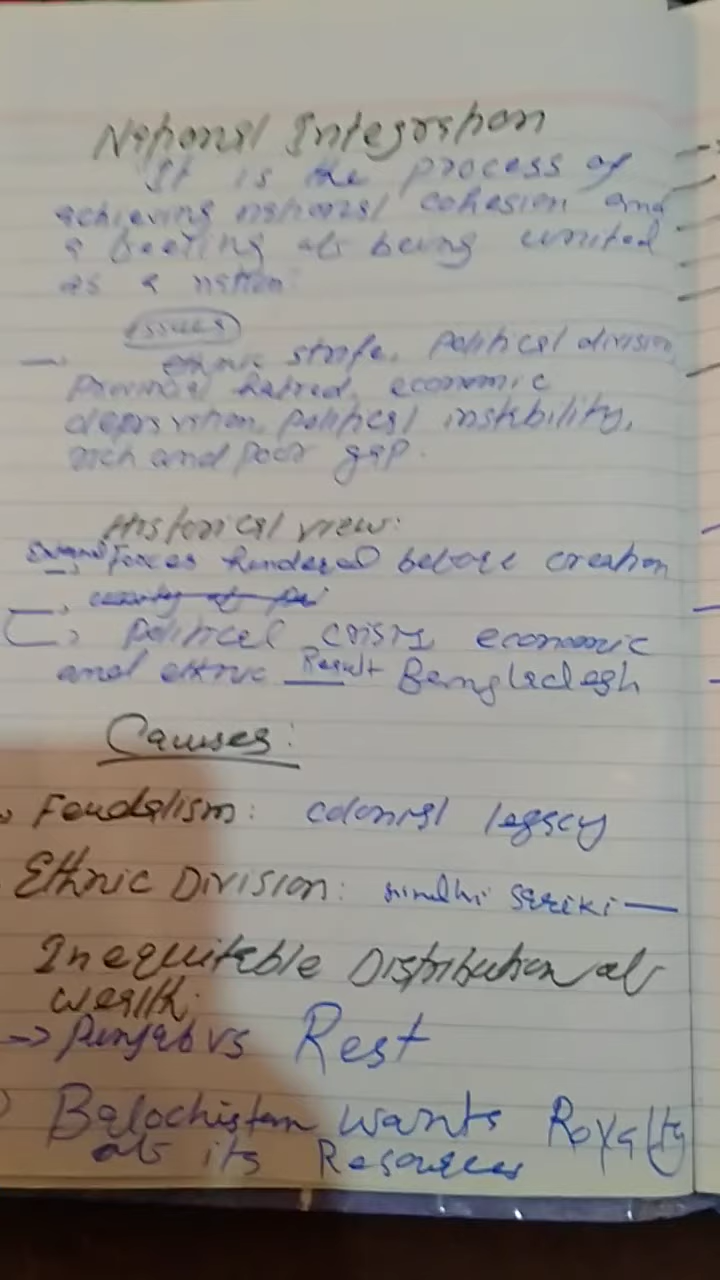 National Integration
It is the process of
achieving national cohesion and
a feeling of being united
as a nation.
issues
ethnic strife, Political division,
Provincial hatred, economic
deprivation, political instability,
rich and poor gap.
Historical view:
Forces hindered before creation
→ Political crisis, economic
and ethnic Result Bangladesh
Causes:
Feudalism: colonial legacy
Ethnic Division: sindhi Sariki —
Inequitable Distribution of
wealth:
→ Punjab vs Rest
Balochistan wants Royalty
of its Resources